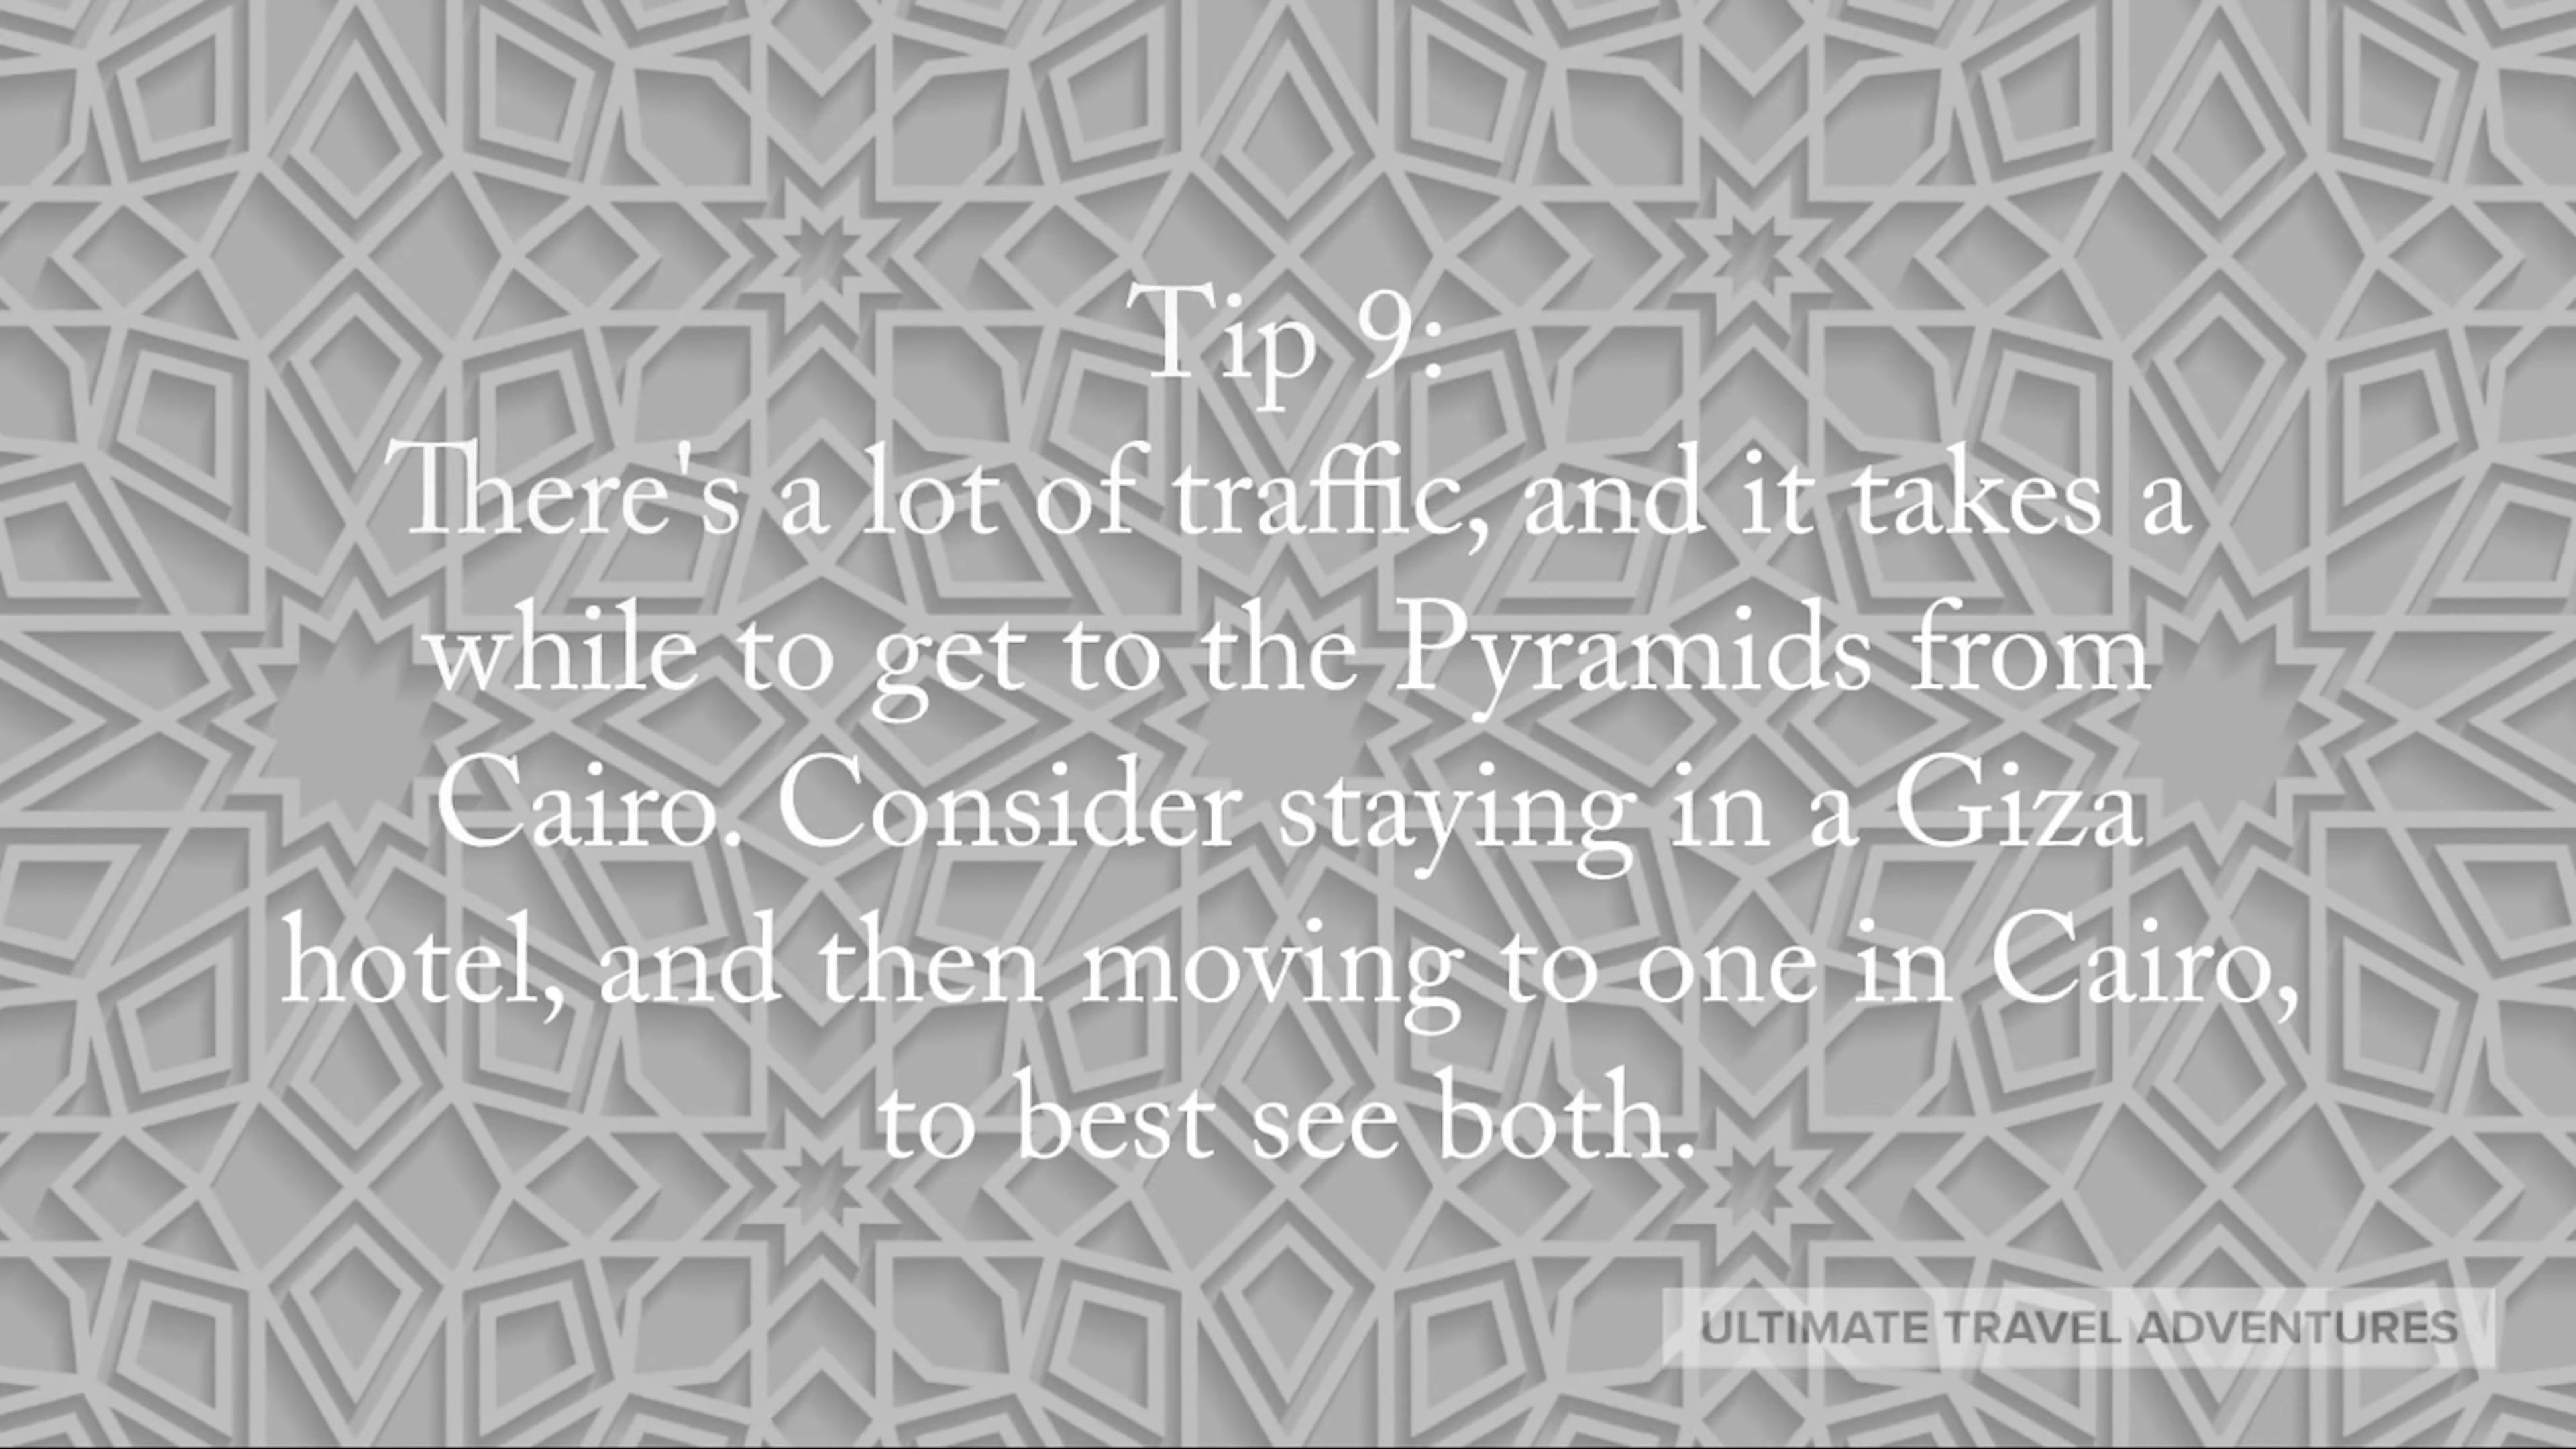 Tip 9:
There's a lot of traffic, and it takes a
while to get to the Pyramids from
Cairo. Consider staying in a Giza
hotel, and then moving to one in Cairo,
to best see both.
ULTIMATE TRAVEL ADVENTURES